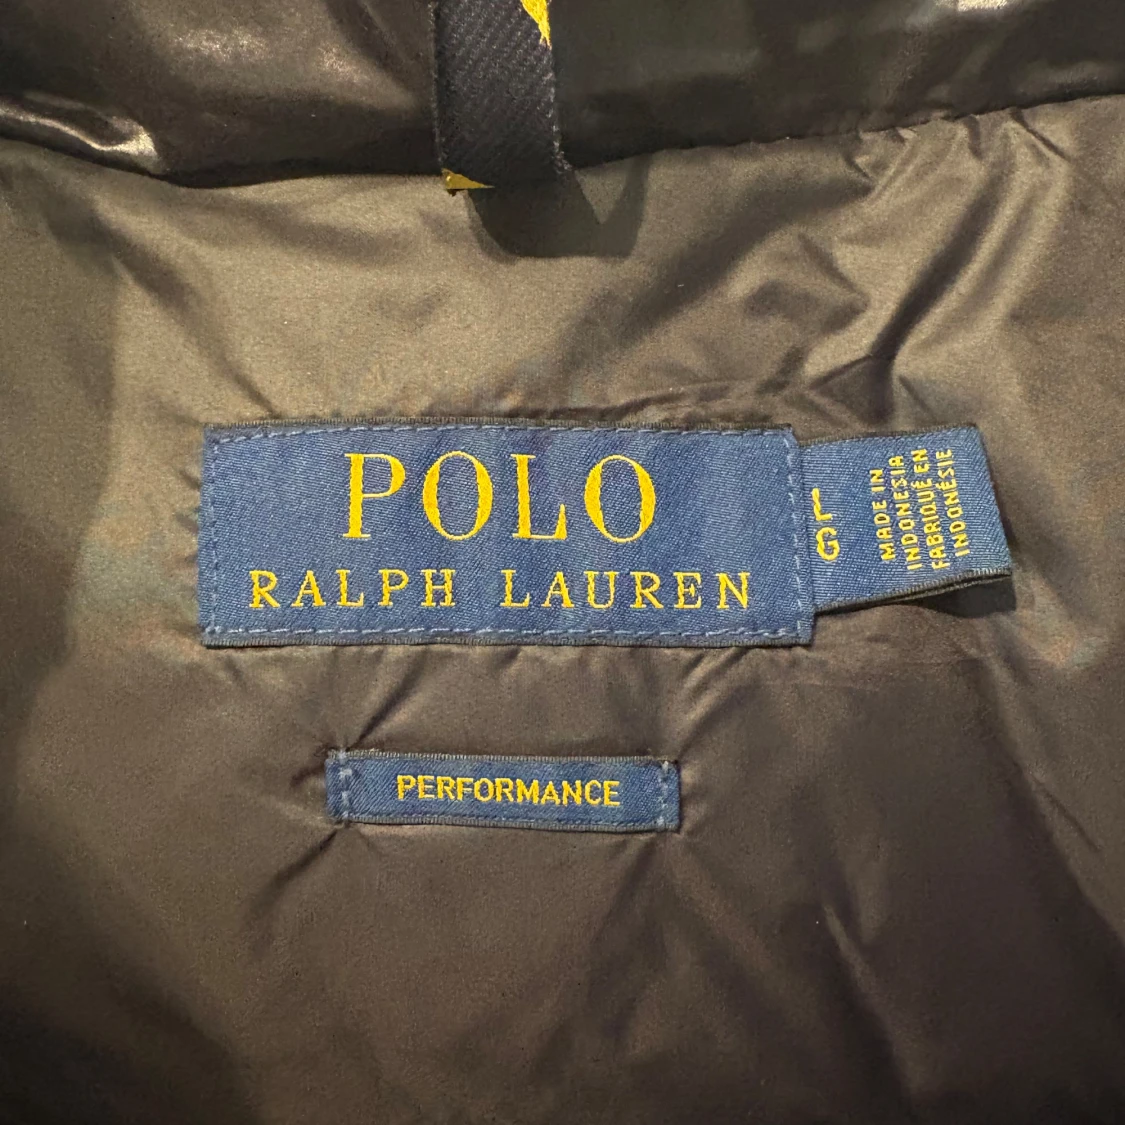 POLO
RALPH LAUREN
L
G
MADE IN
INDONESIA
FABRIQUÉ EN
INDONÉSIE
PERFORMANCE